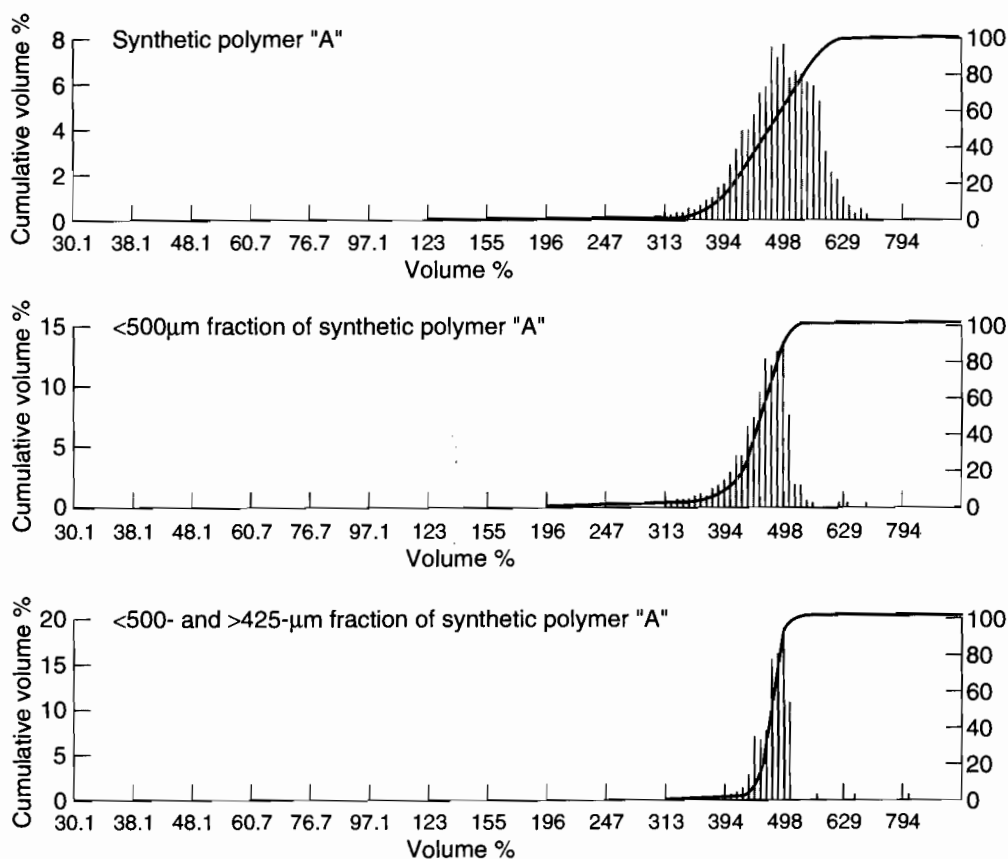 Synthetic polymer "A"
Cumulative volume %
8
6
4
2
0
100
80
60
40
20
0
30.1 38.1 48.1 60.7 76.7 97.1 123 155 196 247 313 394 498 629 794
Volume %
<500μm fraction of synthetic polymer "A"
Cumulative volume %
15
10
5
0
100
80
60
40
20
0
30.1 38.1 48.1 60.7 76.7 97.1 123 155 196 247 313 394 498 629 794
Volume %
<500- and >425-μm fraction of synthetic polymer "A"
Cumulative volume %
20
15
10
5
0
100
80
60
40
20
0
30.1 38.1 48.1 60.7 76.7 97.1 123 155 196 247 313 394 498 629 794
Volume %